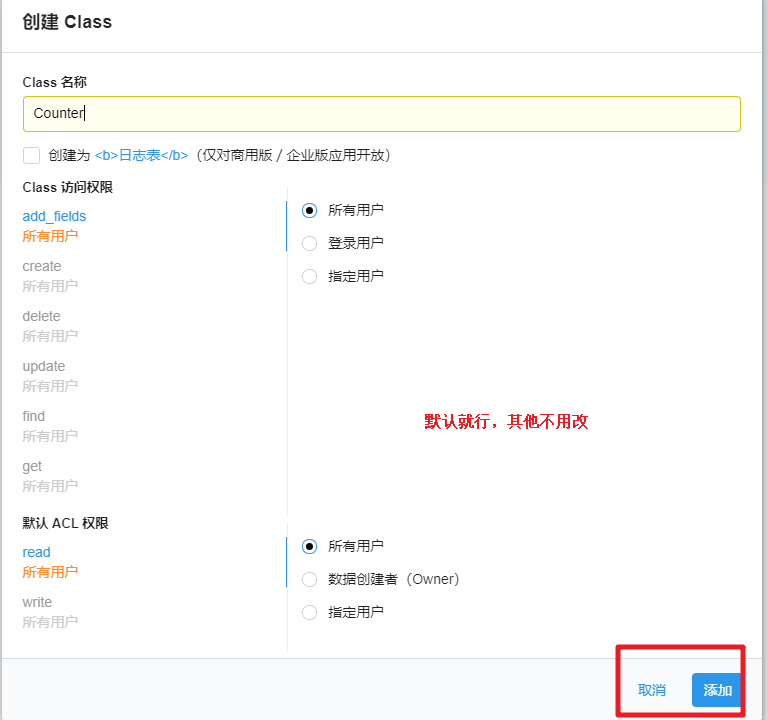 创建 Class
Class 名称
Counter
创建为 <b>日志表</b>（仅对商用版 / 企业版应用开放）
Class 访问权限
add_fields
所有用户
所有用户
登录用户
指定用户
create
所有用户
delete
所有用户
update
所有用户
find
所有用户
get
所有用户
默认就行，其他不用改
默认 ACL 权限
read
所有用户
所有用户
数据创建者（Owner）
指定用户
write
所有用户
取消
添加